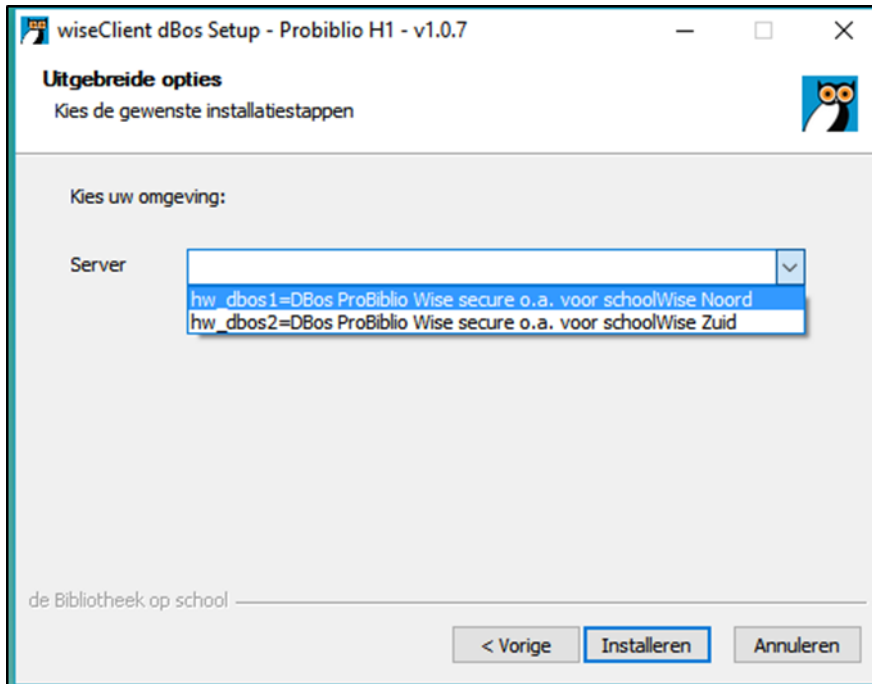 wiseClient dBos Setup - Probiblio H1 - v1.0.7
Uitgebreide opties
Kies de gewenste installatiestappen
Kies uw omgeving:
Server
hw_dbos1=DBos ProBiblio Wise secure o.a. voor schoolWise Noord
hw_dbos2=DBos ProBiblio Wise secure o.a. voor schoolWise Zuid
de Bibliotheek op school
< Vorige Installeren Annuleren